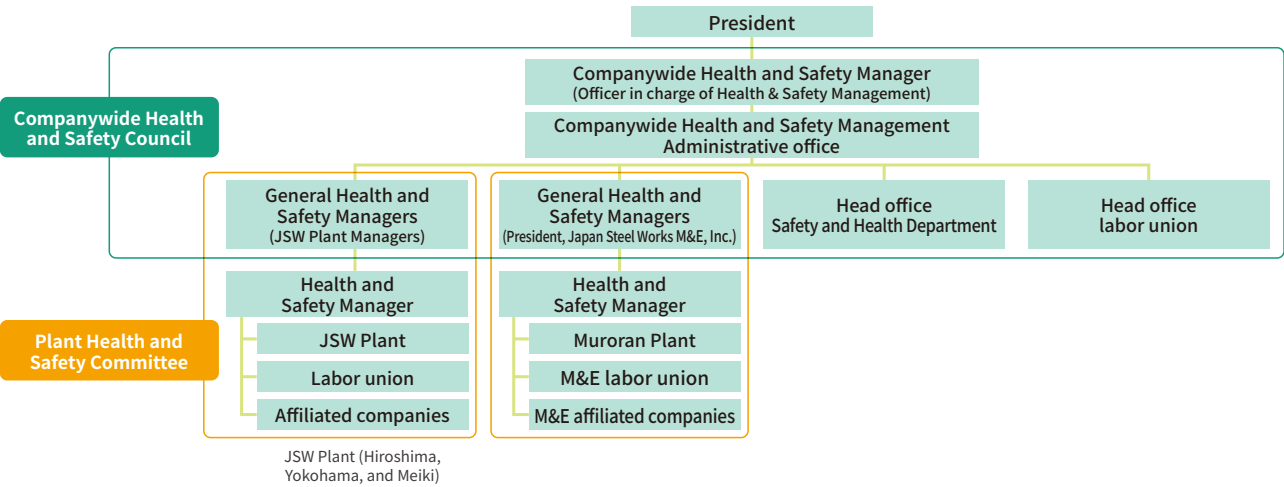 President
Companywide Health and Safety Manager
(Officer in charge of Health & Safety Management)
Companywide Health
and Safety Council
Companywide Health and Safety Management
Administrative office
General Health and
Safety Managers
(JSW Plant Managers)
General Health and
Safety Managers
(President, Japan Steel Works M&E, Inc.)
Head office
Safety and Health Department
Head office
labor union
Health and
Safety Manager
Health and
Safety Manager
Plant Health and
Safety Committee
JSW Plant
Labor union
Affiliated companies
Muroran Plant
M&E labor union
M&E affiliated companies
JSW Plant (Hiroshima,
Yokohama, and Meiki)